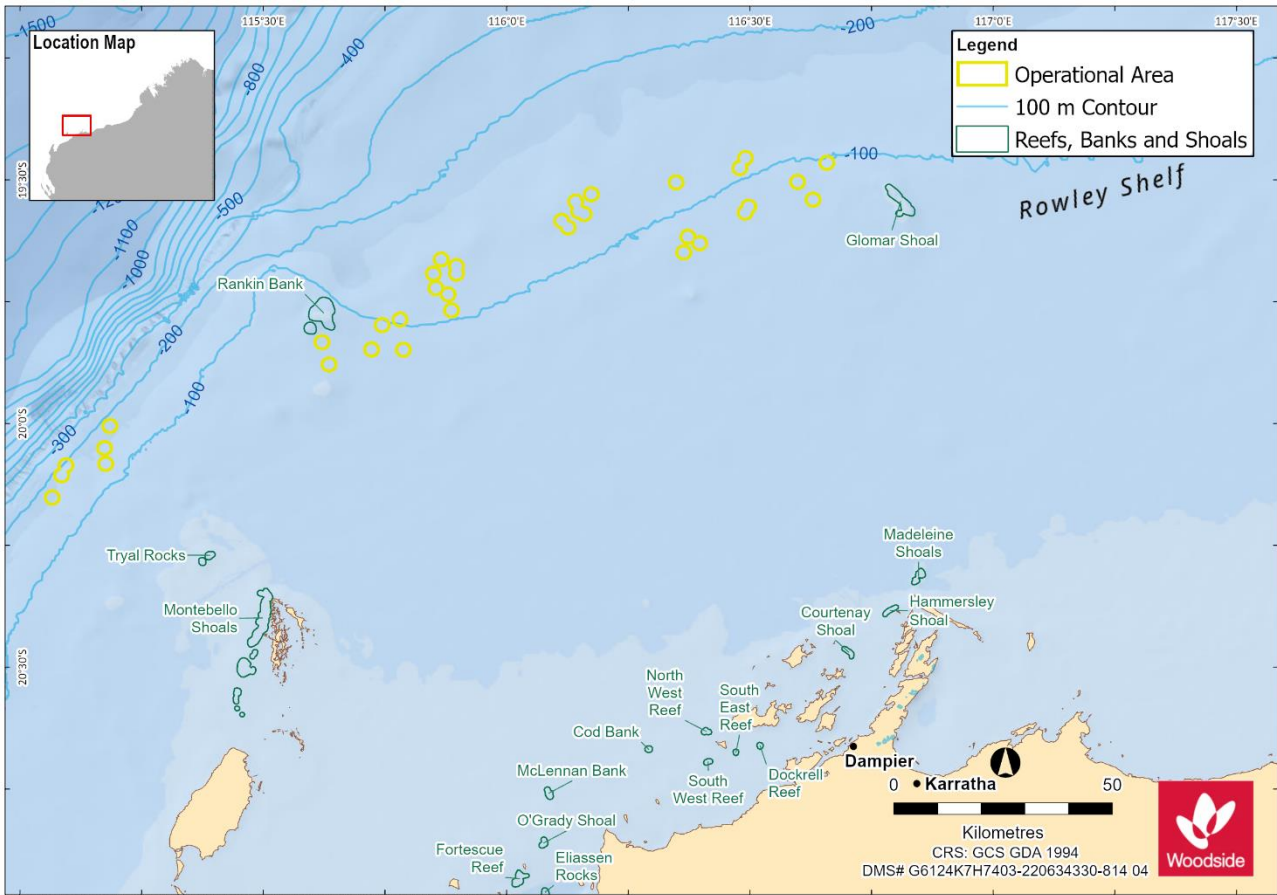 115°30'E
116°0'E
116°30'E
117°0'E
117°30'E
-1500
-800
-400
-200
Location Map
Legend
Operational Area
100 m Contour
Reefs, Banks and Shoals
19°30'S
-500
-1100
-1000
-100
Rowley Shelf
Glomar Shoal
Rankin Bank
-200
-100
20°0'S
-300
Tryal Rocks
Montebello
Shoals
Madeleine
Shoals
Hammersley
Shoal
Courtenay
Shoal
20°30'S
North
West
Reef
South
East
Reef
Cod Bank
South
West Reef
Dockrell
Reef
Dampier
McLennan Bank
Karratha
0
50
Kilometres
O'Grady Shoal
Fortescue
Reef
Eliassen
Rocks
CRS: GCS GDA 1994
DMS# G6124K7H7403-220634330-814 04
Woodside